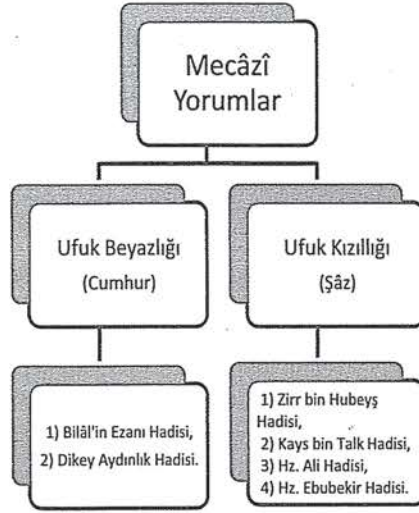 Mecâzî
Yorumlar
Ufuk Beyazlığı
(Cumhur)
Ufuk Kızıllığı
(Şâz)
1) Bilâl'in Ezanı Hadisi,
2) Dikey Aydınlık Hadisi.
1) Zirr bin Hubeyş
Hadisi,
2) Kays bin Talk Hadisi,
3) Hz. Ali Hadisi,
4) Hz. Ebubekir Hadisi.